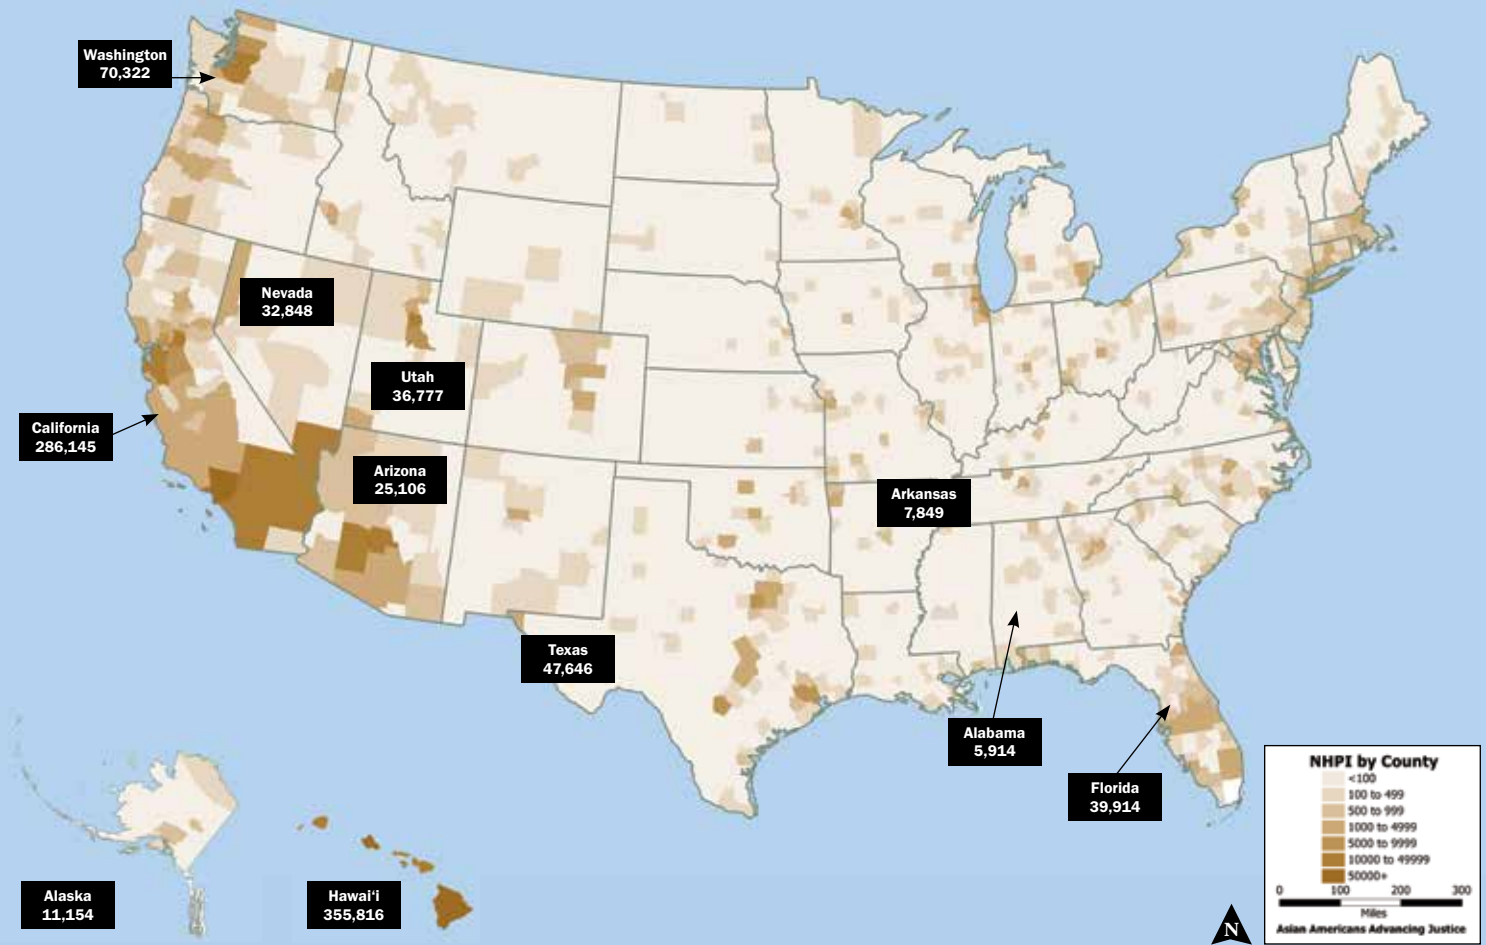 Washington
70,322
Nevada
32,848
Utah
36,777
California
286,145
Arizona
25,106
Arkansas
7,849
Texas
47,646
Alabama
5,914
Florida
39,914
Alaska
11,154
Hawai‘i
355,816
NHPI by County
<100
100 to 499
500 to 999
1000 to 4999
5000 to 9999
10000 to 49999
50000+
0 100 200 300
Miles
Asian Americans Advancing Justice
N